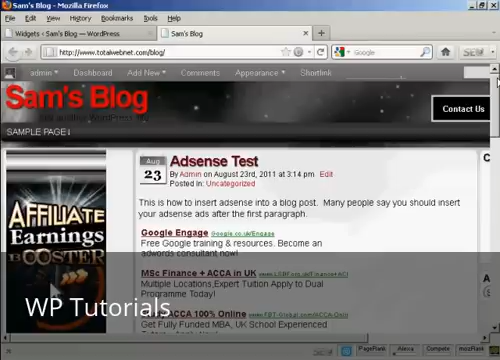 Sam's Blog - Mozilla Firefox
File Edit View History Bookmarks Tools Help
Widgets ‹ Sam's Blog — WordPress
Sam's Blog
http://www.totalwebnet.com/blog/
Google
admin Dashboard Add New Comments Appearance Shortlink
Sam's Blog
Contact Us
SAMPLE PAGE
Aug
23
Adsense Test
By Admin on August 23rd, 2011 at 3:14 pm Edit
Posted In: Uncategorized
This is how to insert adsense into a blog post. Many people say you should insert
your adsense ads after the first paragraph.
AFFILIATE
Earnings
BOOSTER
Google Engage Google.co.uk/Engage
Free Google training & resources. Become an
adwords consultant now!
MSc Finance + ACCA in UK
Multiple Locations,Expert Tuition Apply to Dual
Programme Today!
ACCA 100% Online
Get Fully Funded MBA, UK School Experienced
WP Tutorials
PageRank Alexa Compete mozRank